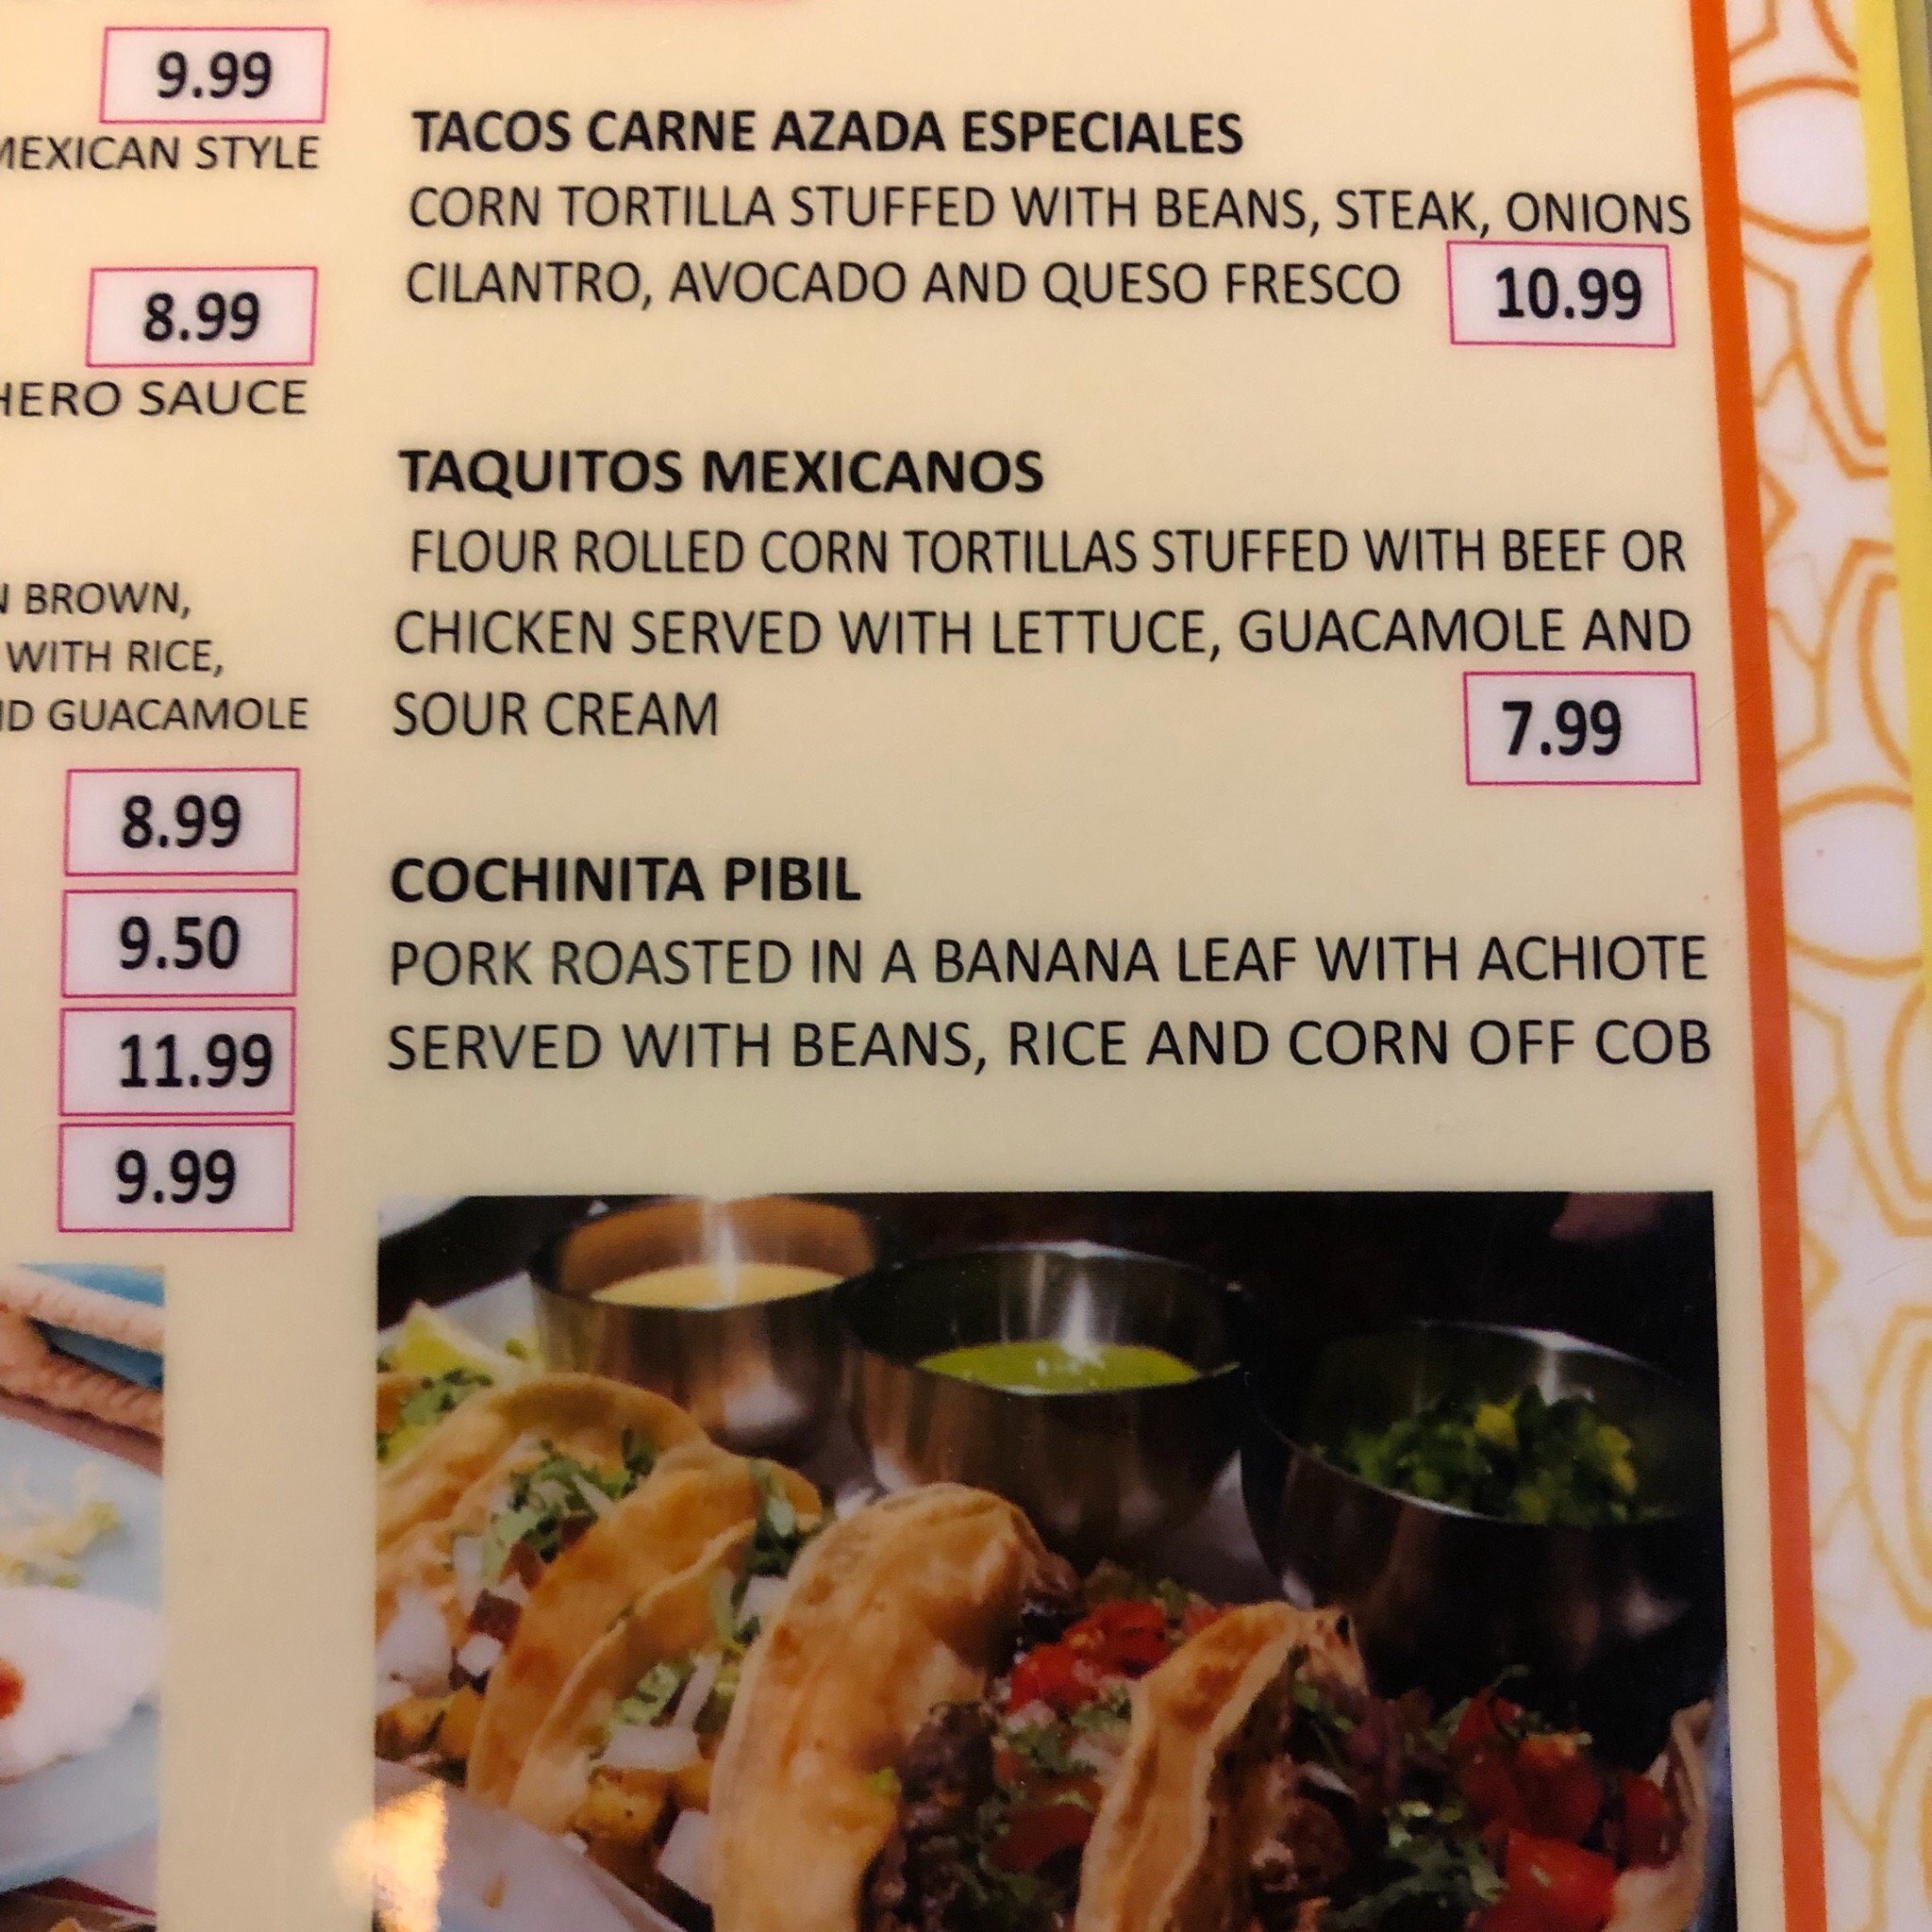 9.99
MEXICAN STYLE
8.99
SAUCE
BROWN,
WITH RICE,
GUACAMOLE
8.99
9.50
11.99
9.99
TACOS CARNE AZADA ESPECIALES
CORN TORTILLA STUFFED WITH BEANS, STEAK, ONIONS
CILANTRO, AVOCADO AND QUESO FRESCO 10.99
TAQUITOS MEXICANOS
FLOUR ROLLED CORN TORTILLAS STUFFED WITH BEEF OR
CHICKEN SERVED WITH LETTUCE, GUACAMOLE AND
SOUR CREAM 7.99
COCHINITA PIBIL
PORK ROASTED IN A BANANA LEAF WITH ACHIOTE
SERVED WITH BEANS, RICE AND CORN OFF COB